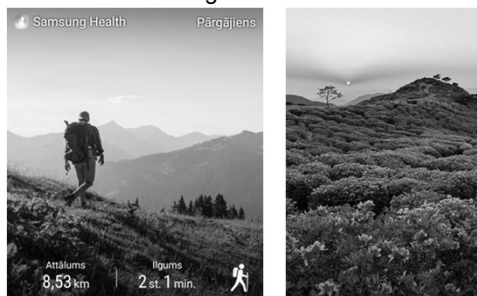 Samsung Health
Pārgājiens
Attālums
8,53 km
Ilgums
2 st. 1 min.